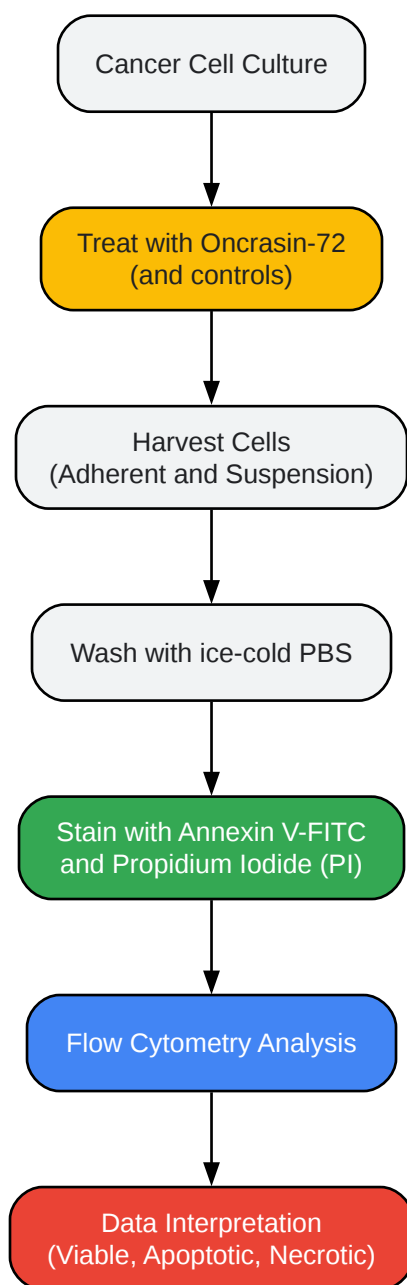 Cancer Cell Culture
Treat with Oncrasin-72
(and controls)
Harvest Cells
(Adherent and Suspension)
Wash with ice-cold PBS
Stain with Annexin V-FITC
and Propidium Iodide (PI)
Flow Cytometry Analysis
Data Interpretation
(Viable, Apoptotic, Necrotic)